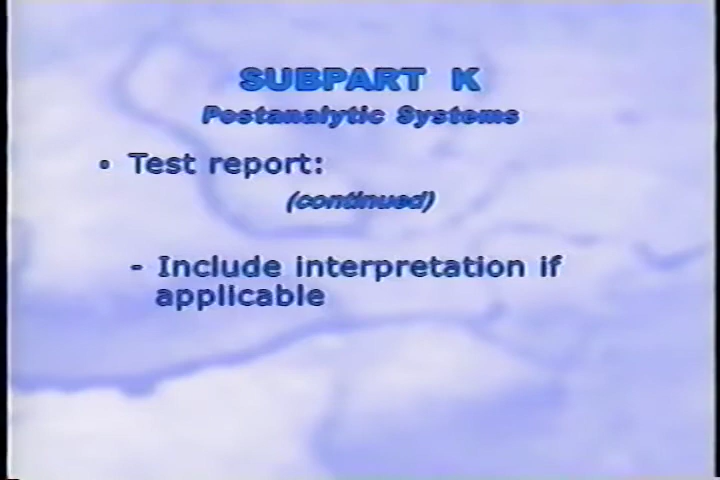 SUBPART K
Postanalytic Systems
• Test report:
(continued)
- Include interpretation if
applicable